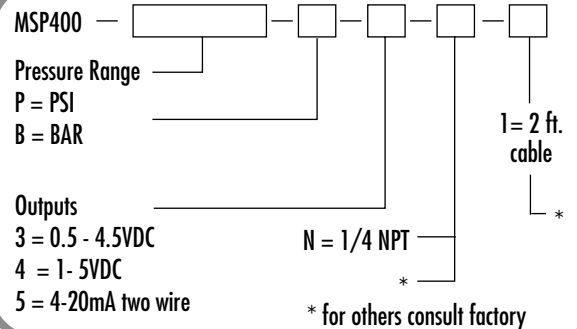 MSP400 — — — — —
Pressure Range
P = PSI
B = BAR
1= 2 ft.
cable
*
Outputs
3 = 0.5 - 4.5VDC
4 = 1- 5VDC
5 = 4-20mA two wire
N = 1/4 NPT
*
* for others consult factory